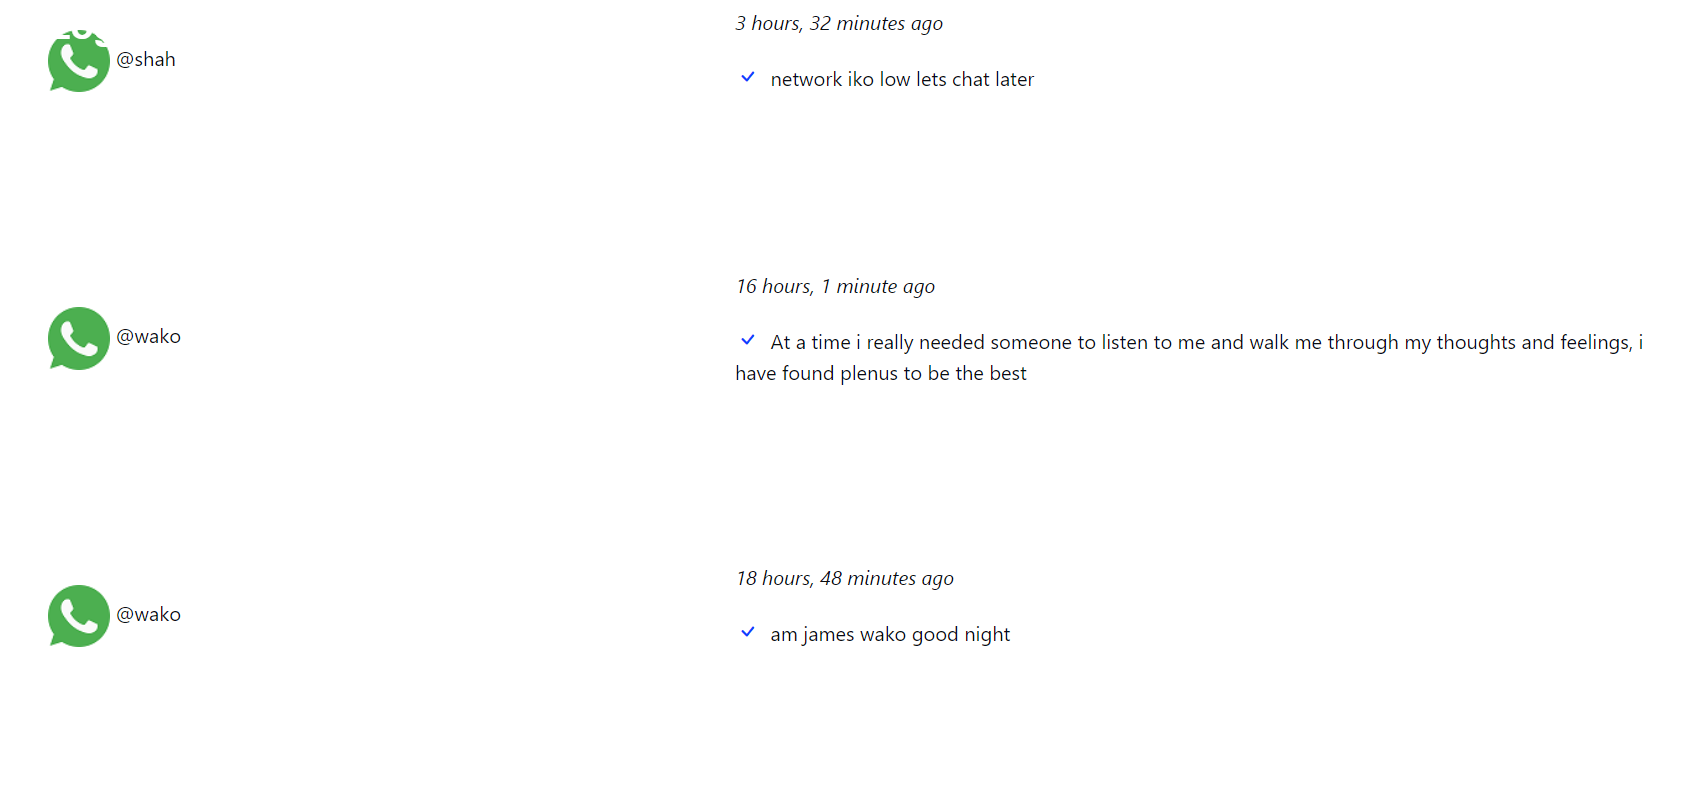 3 hours, 32 minutes ago
@shah
network iko low lets chat later
16 hours, 1 minute ago
@wako
At a time i really needed someone to listen to me and walk me through my thoughts and feelings, i
have found plenus to be the best
18 hours, 48 minutes ago
@wako
am james wako good night